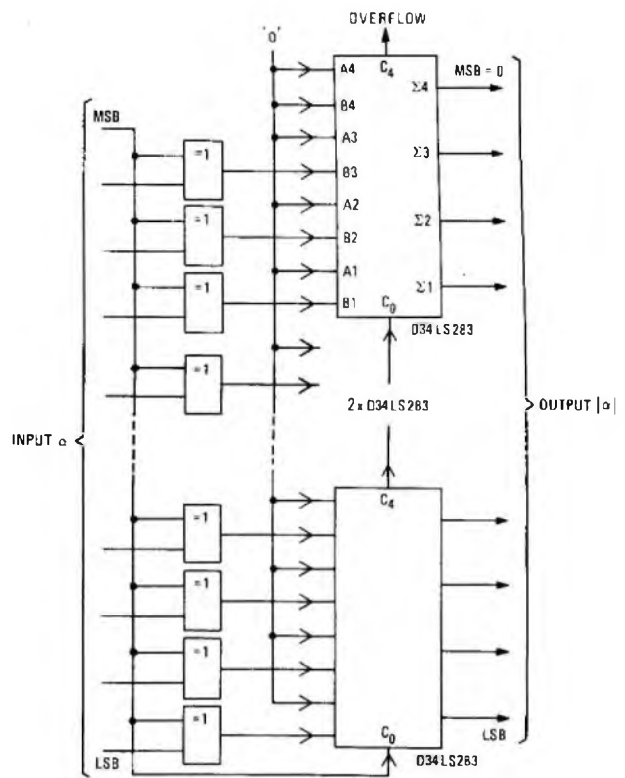 OVERFLOW
'0'
A4
C4
MSB = 0
Σ4
B4
MSB
A3
=1
Σ3
B3
A2
=1
B2
Σ2
A1
=1
Σ1
B1
C0
D34LS283
=1
2 x D34LS283
INPUT α
OUTPUT |α|
C4
=1
=1
=1
=1
C0
LSB
LSB
D34LS283